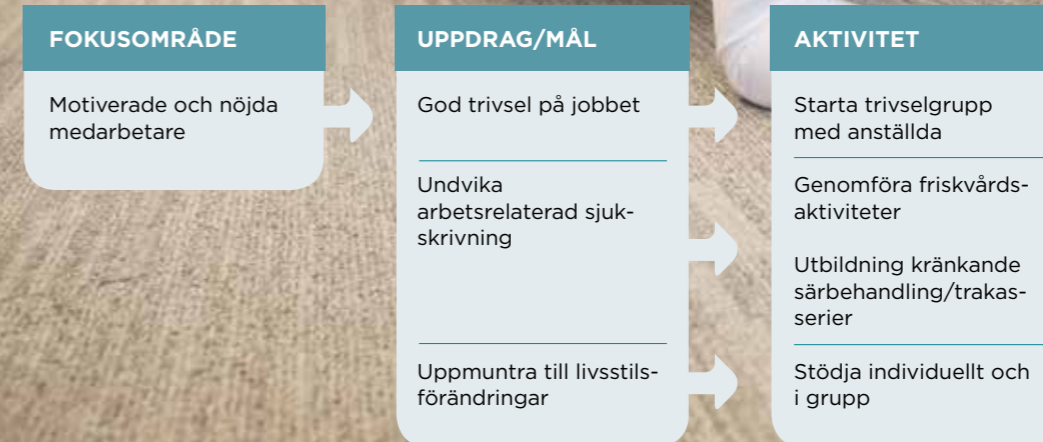 FOKUSOMRÅDE
Motiverade och nöjda
medarbetare
UPPDRAG/MÅL
God trivsel på jobbet
Undvika
arbetsrelaterad sjuk-
skrivning
Uppmuntra till livsstils-
förändringar
AKTIVITET
Starta trivselgrupp
med anställda
Genomföra friskvårds-
aktiviteter
Utbildning kränkande
särbehandling/trakas-
serier
Stödja individuellt och
i grupp